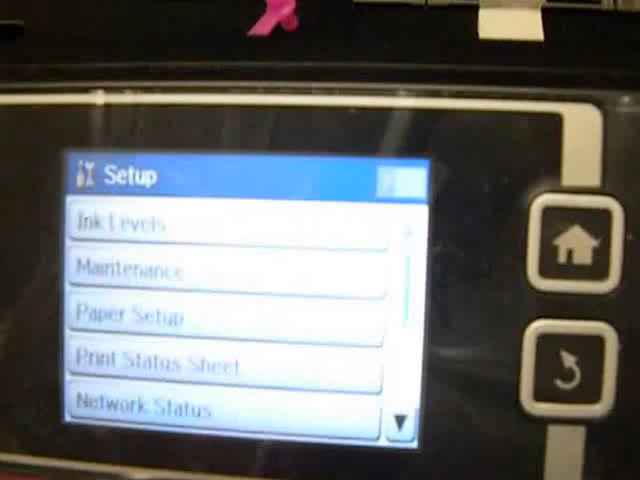 Setup
Ink Levels
Maintenance
Paper Setup
Print Status Sheet
Network Status